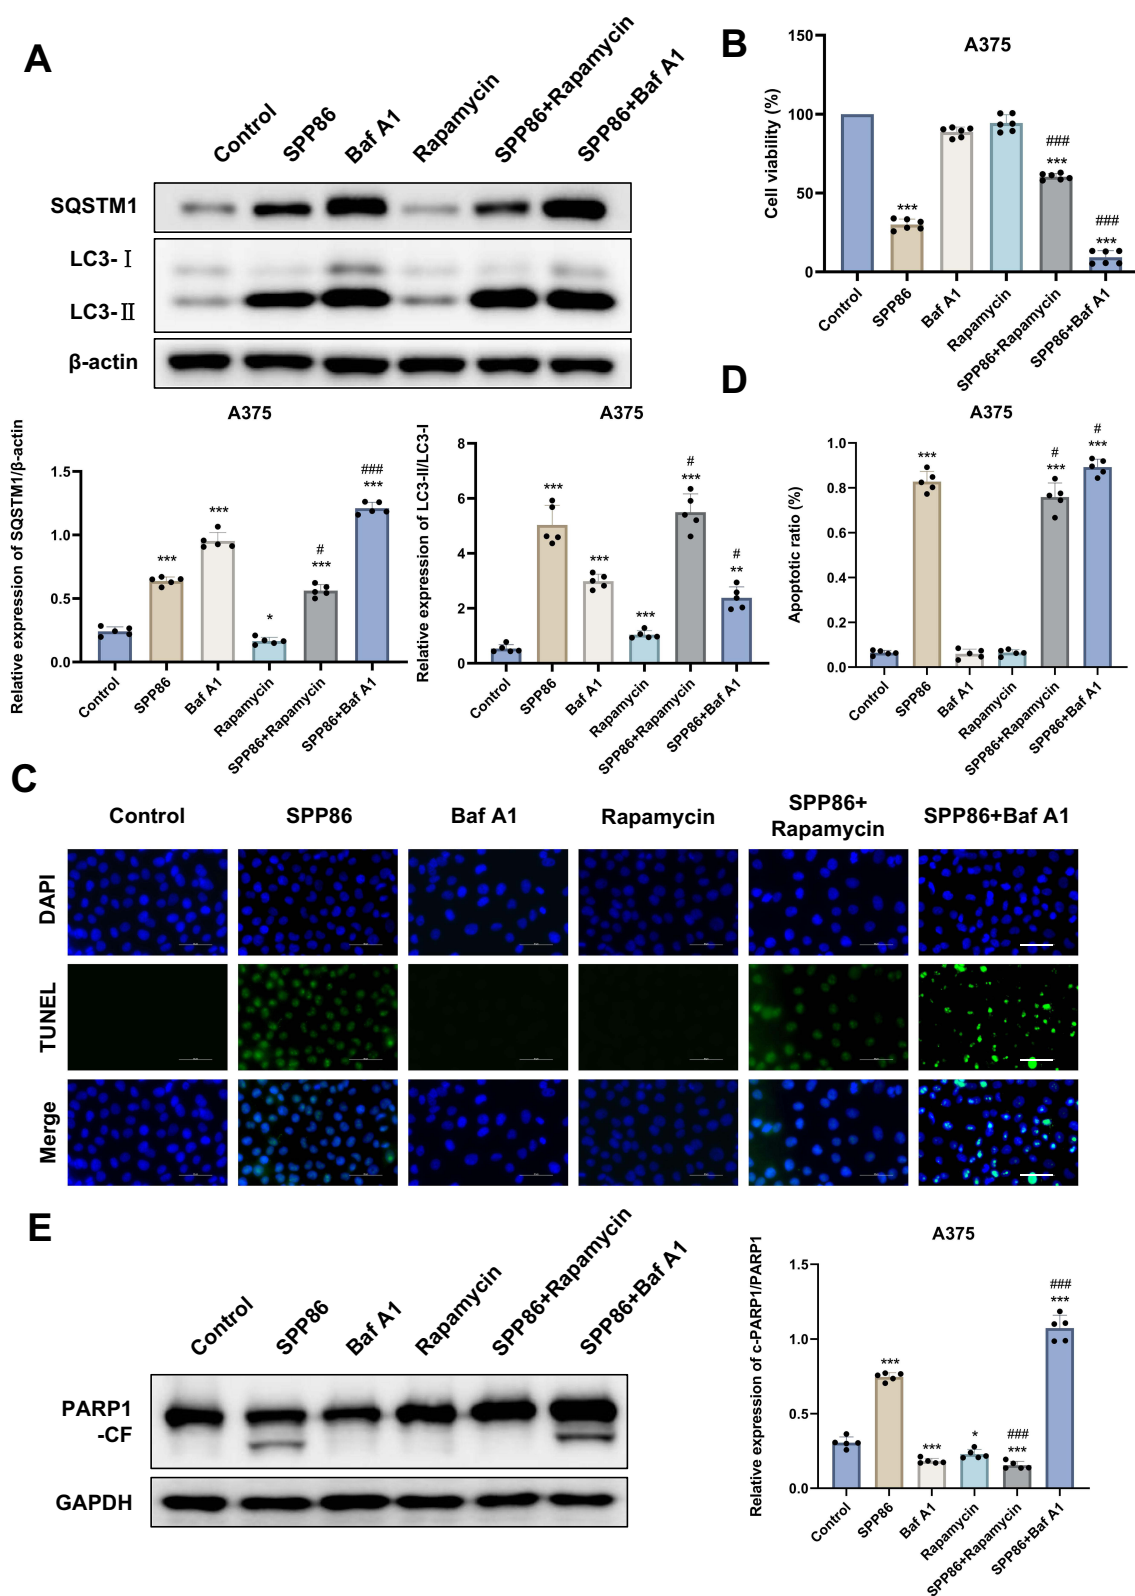 A
Control
SPP86
Baf A1
Rapamycin
SPP86+Rapamycin
SPP86+Baf A1
SQSTM1
LC3-Ⅰ
LC3-Ⅱ
β-actin
A375
Relative expression of SQSTM1/β-actin
1.5
1.0
0.5
0.0
***
***
*
#
***
###
***
Control
SPP86
Baf A1
Rapamycin
SPP86+Rapamycin
SPP86+Baf A1
A375
Relative expression of LC3-II/LC3-I
8
6
4
2
0
***
***
***
#
***
#
**
Control
SPP86
Baf A1
Rapamycin
SPP86+Rapamycin
SPP86+Baf A1
B
A375
Cell viability (%)
150
100
50
0
***
###
***
###
***
Control
SPP86
Baf A1
Rapamycin
SPP86+Rapamycin
SPP86+Baf A1
D
A375
Apoptotic ratio (%)
1.0
0.8
0.6
0.4
0.2
0.0
***
#
***
#
***
Control
SPP86
Baf A1
Rapamycin
SPP86+Rapamycin
SPP86+Baf A1
C
Control
SPP86
Baf A1
Rapamycin
SPP86+
Rapamycin
SPP86+Baf A1
DAPI
TUNEL
Merge
E
Control
SPP86
Baf A1
Rapamycin
SPP86+Rapamycin
SPP86+Baf A1
PARP1
-CF
GAPDH
A375
Relative expression of c-PARP1/PARP1
1.5
1.0
0.5
0.0
***
***
*
###
***
###
***
Control
SPP86
Baf A1
Rapamycin
SPP86+Rapamycin
SPP86+Baf A1